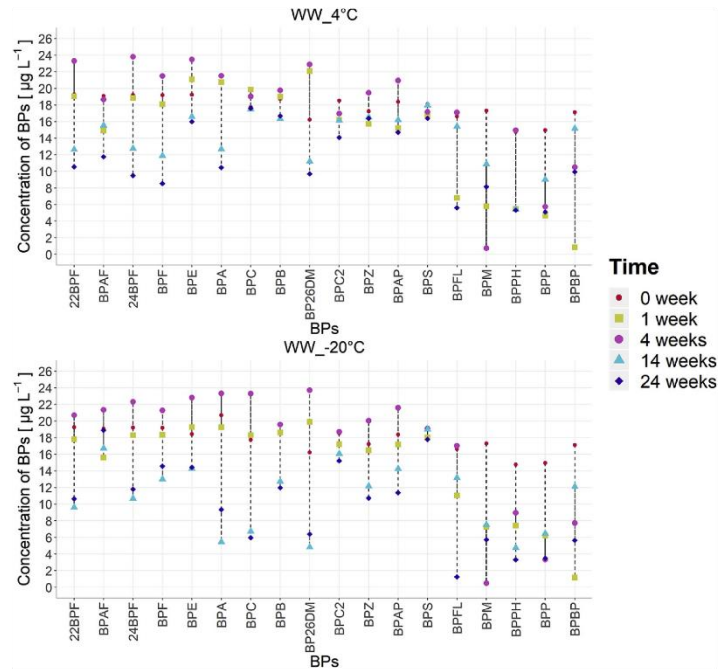 WW_4°C
Concentration of BPs [ µg L⁻¹ ]
26
24
22
20
18
16
14
12
10
8
6
4
2
0
22BPF
BPAF
24BPF
BPF
BPE
BPA
BPC
BPB
BP26DM
BPC2
BPZ
BPAP
BPS
BPFL
BPM
BPPH
BPP
BPBP
BPs
WW_-20°C
Concentration of BPs [ µg L⁻¹ ]
26
24
22
20
18
16
14
12
10
8
6
4
2
0
22BPF
BPAF
24BPF
BPF
BPE
BPA
BPC
BPB
BP26DM
BPC2
BPZ
BPAP
BPS
BPFL
BPM
BPPH
BPP
BPBP
BPs
Time
0 week
1 week
4 weeks
14 weeks
24 weeks